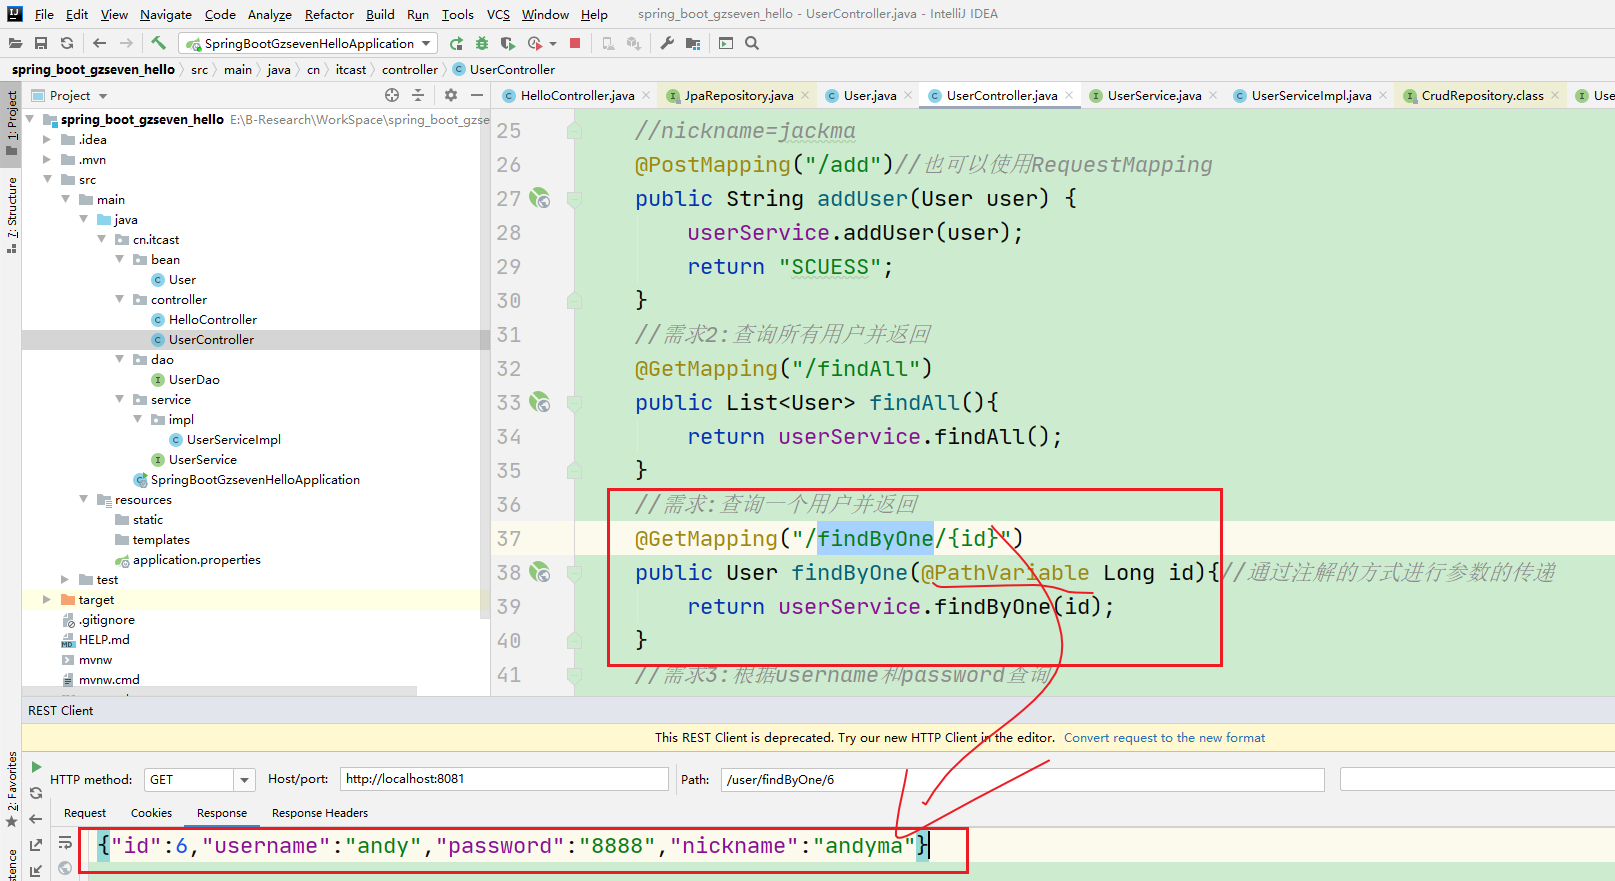 File Edit View Navigate Code Analyze Refactor Build Run Tools VCS Window Help spring_boot_gzseven_hello - UserController.java - IntelliJ IDEA
SpringBootGzsevenHelloApplication
spring_boot_gzseven_hello src main java cn itcast controller UserController
Project
HelloController.java JpaRepository.java User.java UserController.java UserService.java UserServiceImpl.java CrudRepository.class Use
1: Project
7: Structure
2: Favorites
stence
spring_boot_gzseven_hello E:\B-Research\WorkSpace\spring_boot_gzse
.idea
.mvn
src
main
java
cn.itcast
bean
User
controller
HelloController
UserController
dao
UserDao
service
impl
UserServiceImpl
UserService
SpringBootGzsevenHelloApplication
resources
static
templates
application.properties
test
target
.gitignore
HELP.md
mvnw
mvnw.cmd
25 //nickname=jackma
26 @PostMapping("/add")//也可以使用RequestMapping
27 public String addUser(User user) {
28 userService.addUser(user);
29 return "SCUESS";
30 }
31 //需求2:查询所有用户并返回
32 @GetMapping("/findAll")
33 public List<User> findAll(){
34 return userService.findAll();
35 }
36 //需求:查询一个用户并返回
37 @GetMapping("/findByOne/{id}")
38 public User findByOne(@PathVariable Long id){//通过注解的方式进行参数的传递
39 return userService.findByOne(id);
40 }
41 //需求3:根据username和password查询
REST Client
This REST Client is deprecated. Try our new HTTP Client in the editor. Convert request to the new format
HTTP method: GET Host/port: http://localhost:8081 Path: /user/findByOne/6
Request Cookies Response Response Headers
{"id":6,"username":"andy","password":"8888","nickname":"andyma"}